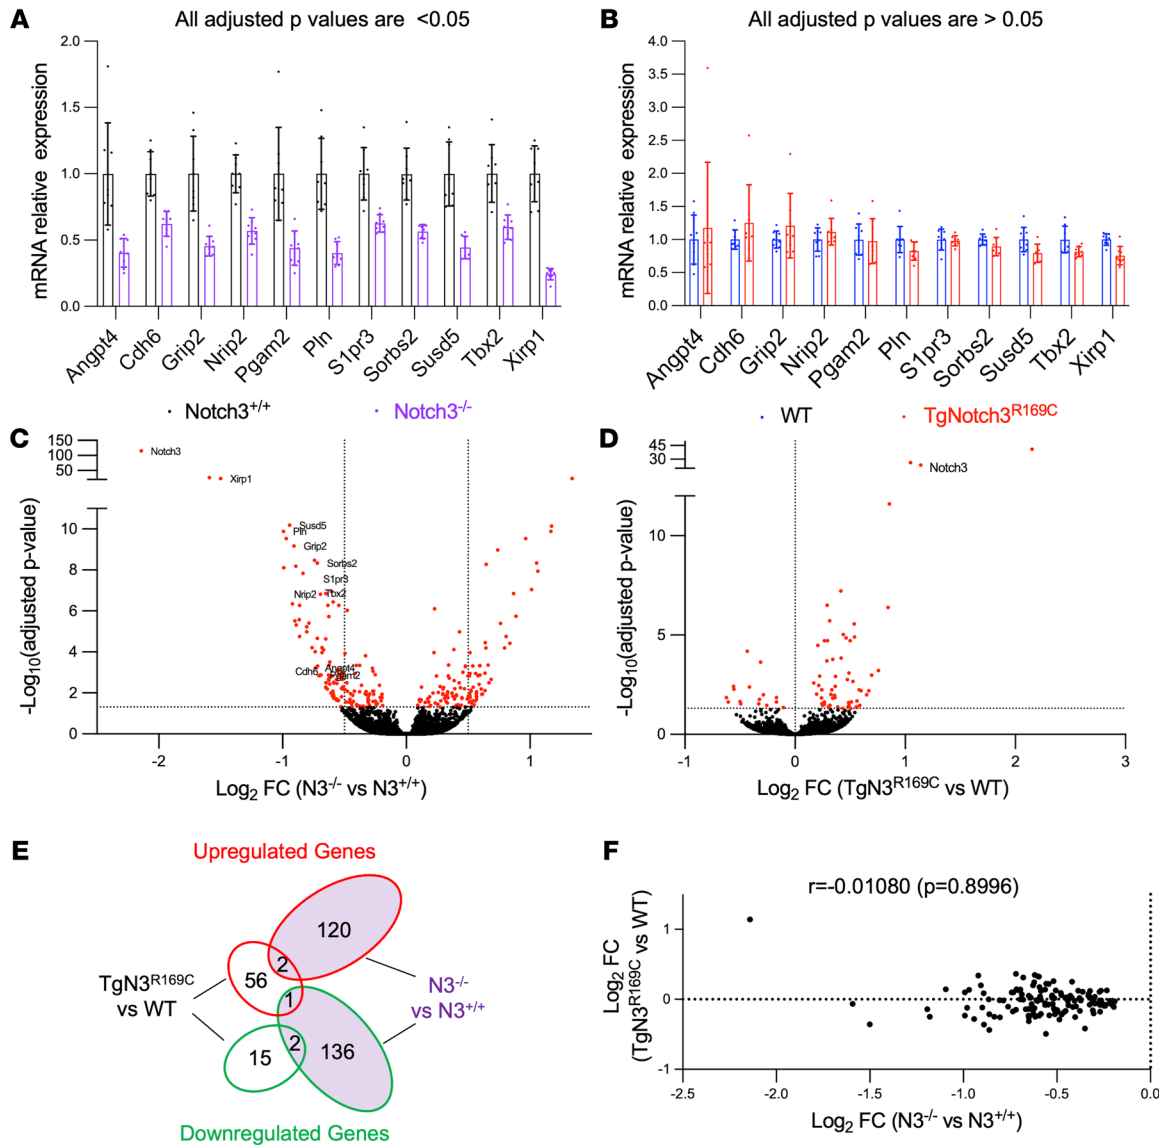 A
All adjusted p values are <0.05
mRNA relative expression
2.0
1.5
1.0
0.5
0.0
Angpt4
Cdh6
Grip2
Nrip2
Pgam2
Pln
S1pr3
Sorbs2
Susd5
Tbx2
Xirp1
Notch3+/+
Notch3-/-
B
All adjusted p values are > 0.05
mRNA relative expression
4.0
3.5
3.0
2.5
2.0
1.5
1.0
0.5
0.0
Angpt4
Cdh6
Grip2
Nrip2
Pgam2
Pln
S1pr3
Sorbs2
Susd5
Tbx2
Xirp1
WT
TgNotch3R169C
C
-Log10(adjusted p-value)
150
100
50
10
8
6
4
2
0
Notch3
Xirp1
Susd5
Pln
Grip2
Sorbs2
S1pr3
Nrip2
Tbx2
Cdh6
Angpt4
Pgam2
-2
-1
0
1
Log2 FC (N3-/- vs N3+/+)
D
-Log10(adjusted p-value)
45
30
10
5
0
Notch3
-1
0
1
2
3
Log2 FC (TgN3R169C vs WT)
E
Upregulated Genes
120
2
56
1
2
15
136
TgN3R169C
vs WT
N3-/-
vs N3+/+
Downregulated Genes
F
r=-0.01080 (p=0.8996)
Log2 FC
(TgN3R169C vs WT)
1
0
-1
-2.5
-2.0
-1.5
-1.0
-0.5
0.0
Log2 FC (N3-/- vs N3+/+)